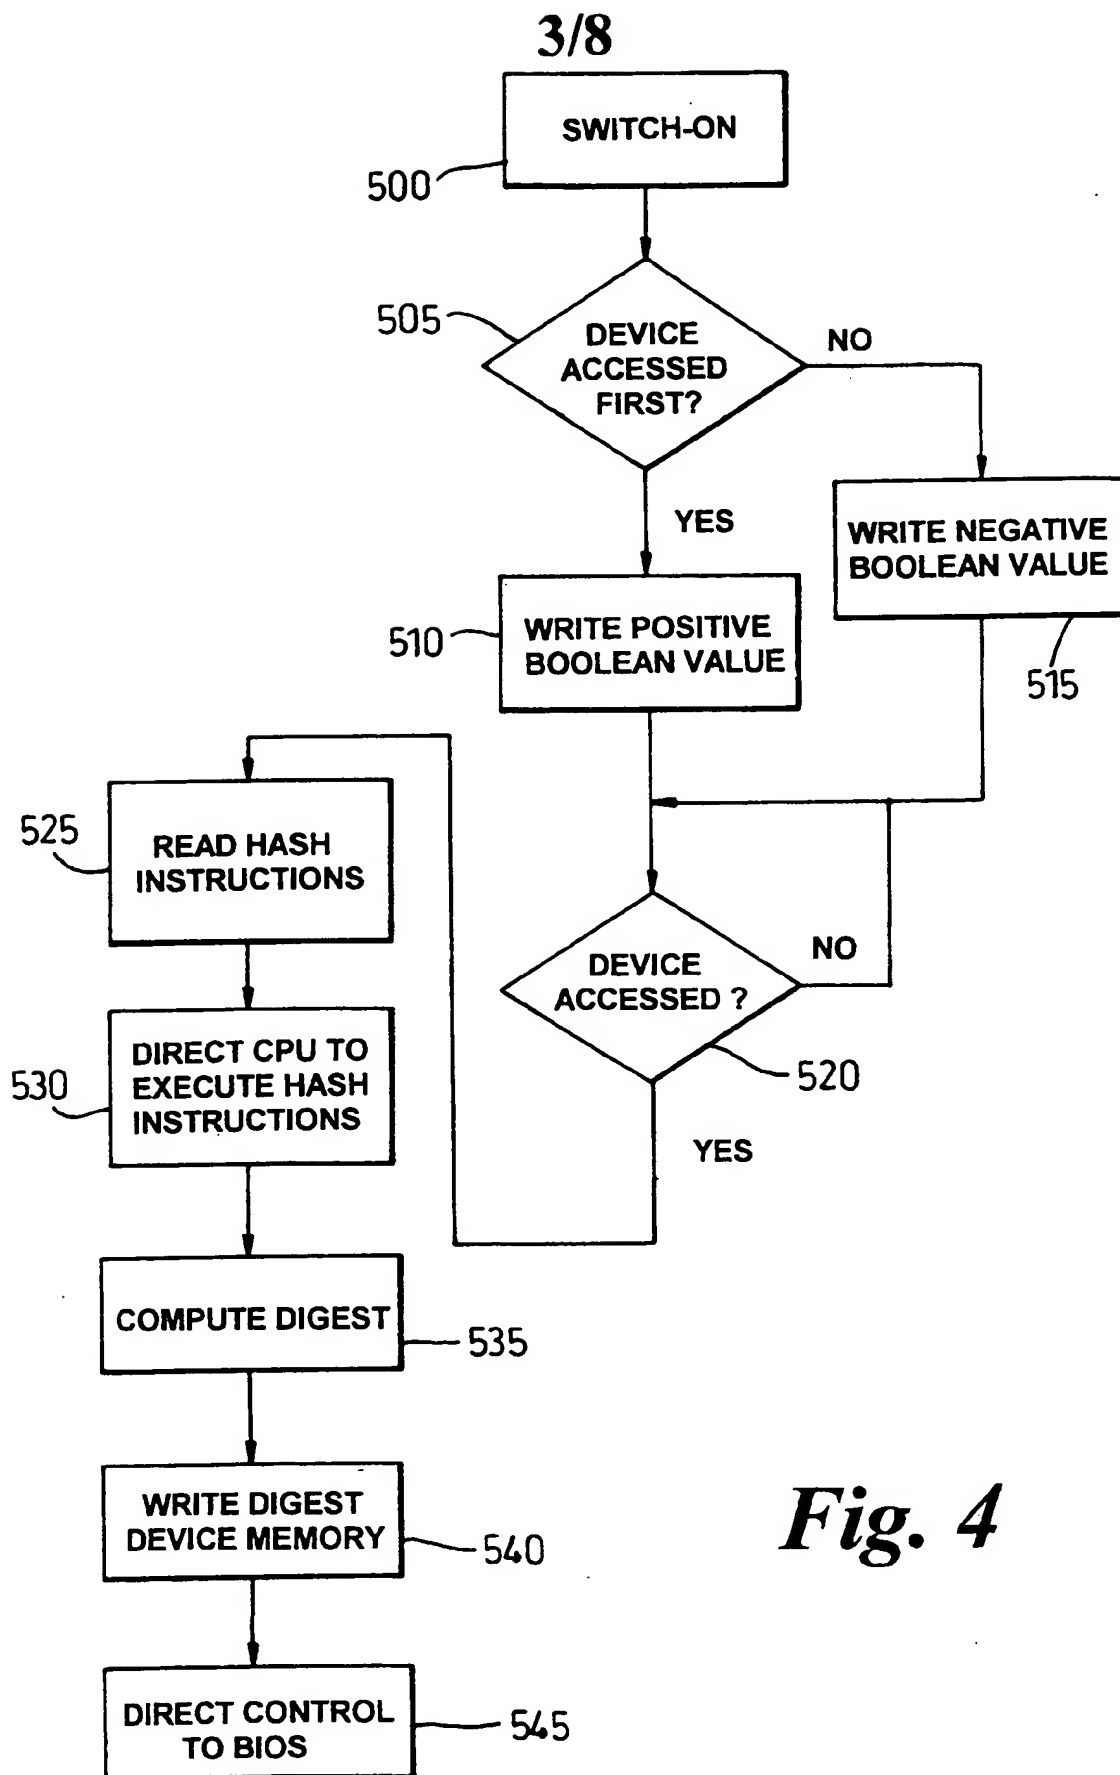 3/8
SWITCH-ON
500
505
DEVICE
ACCESSED
FIRST?
NO
YES
WRITE NEGATIVE
BOOLEAN VALUE
515
510
WRITE POSITIVE
BOOLEAN VALUE
525
READ HASH
INSTRUCTIONS
DEVICE
ACCESSED ?
NO
520
YES
530
DIRECT CPU TO
EXECUTE HASH
INSTRUCTIONS
COMPUTE DIGEST
535
WRITE DIGEST
DEVICE MEMORY
540
DIRECT CONTROL
TO BIOS
545
Fig. 4